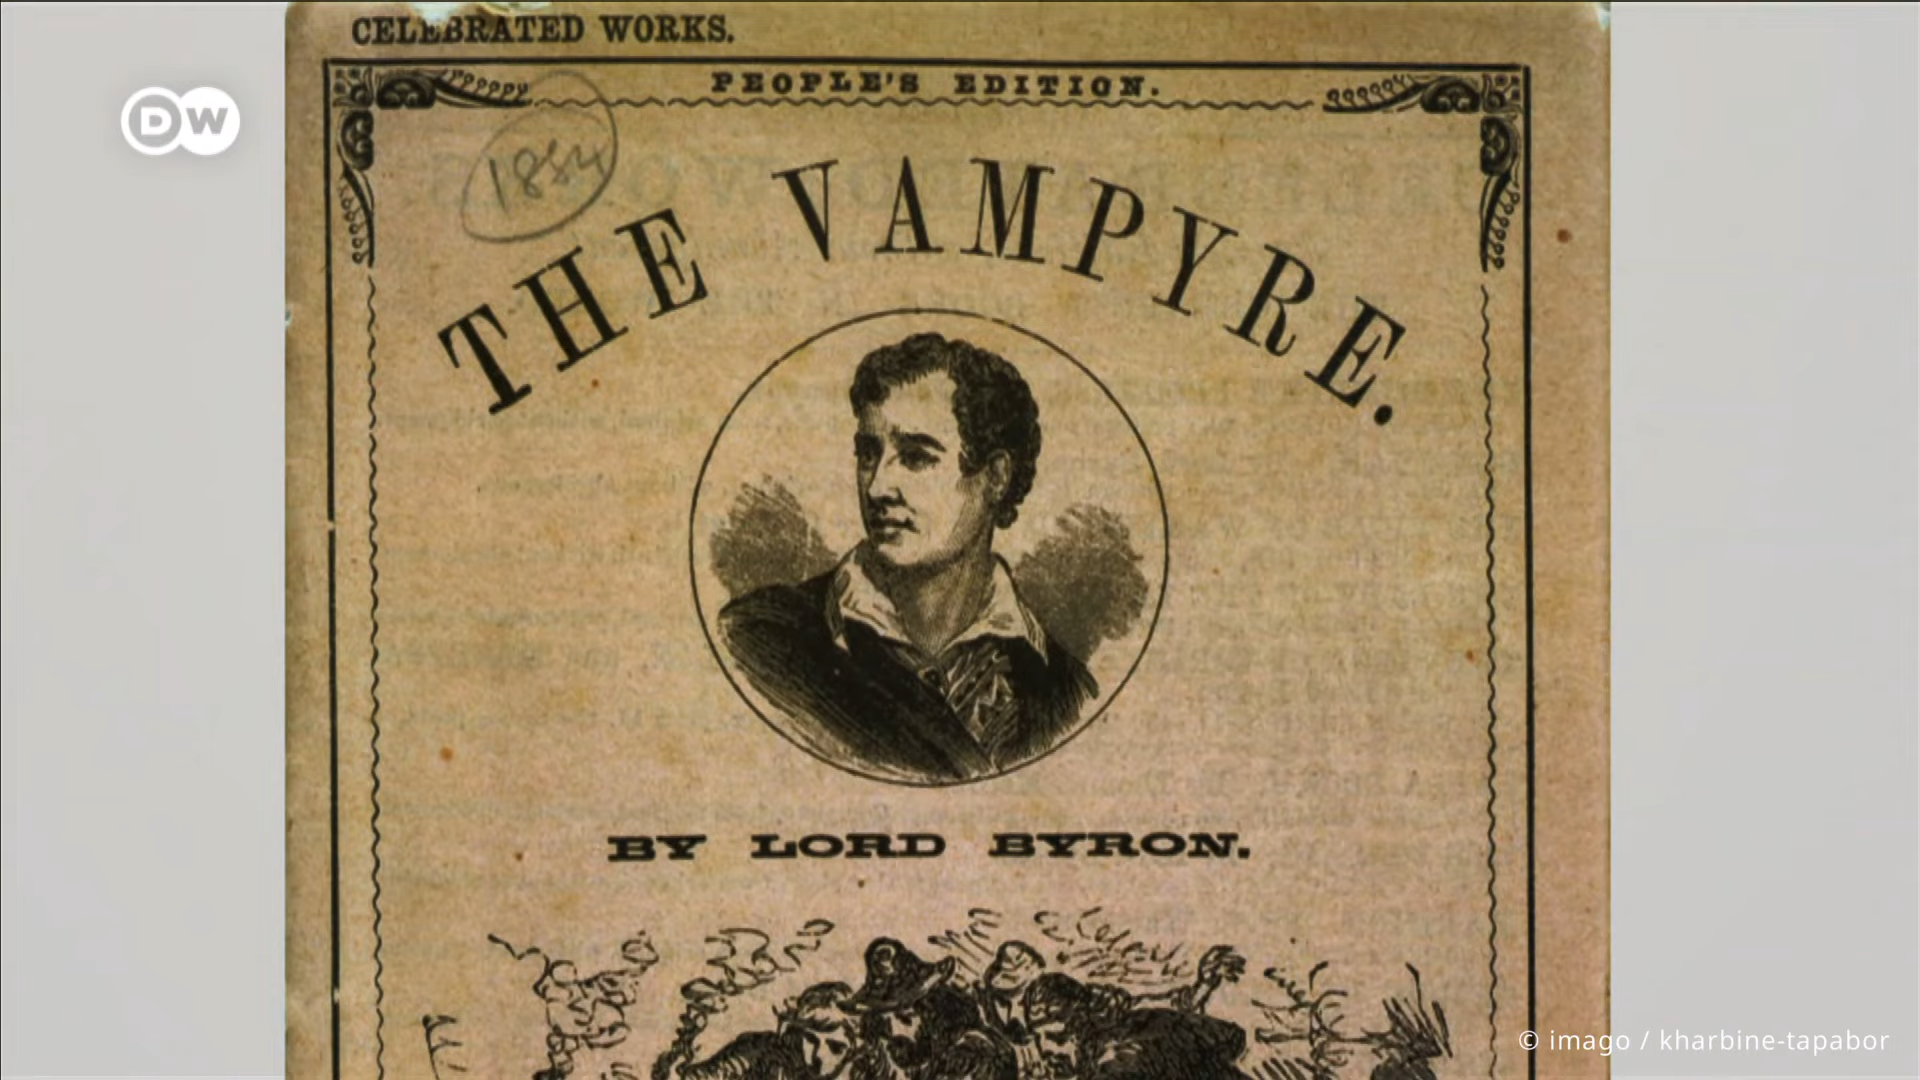 CELEBRATED WORKS.
PEOPLE'S EDITION.
DW
1884
THE VAMPYRE.
BY LORD BYRON.
© imago / kharbine-tapabor